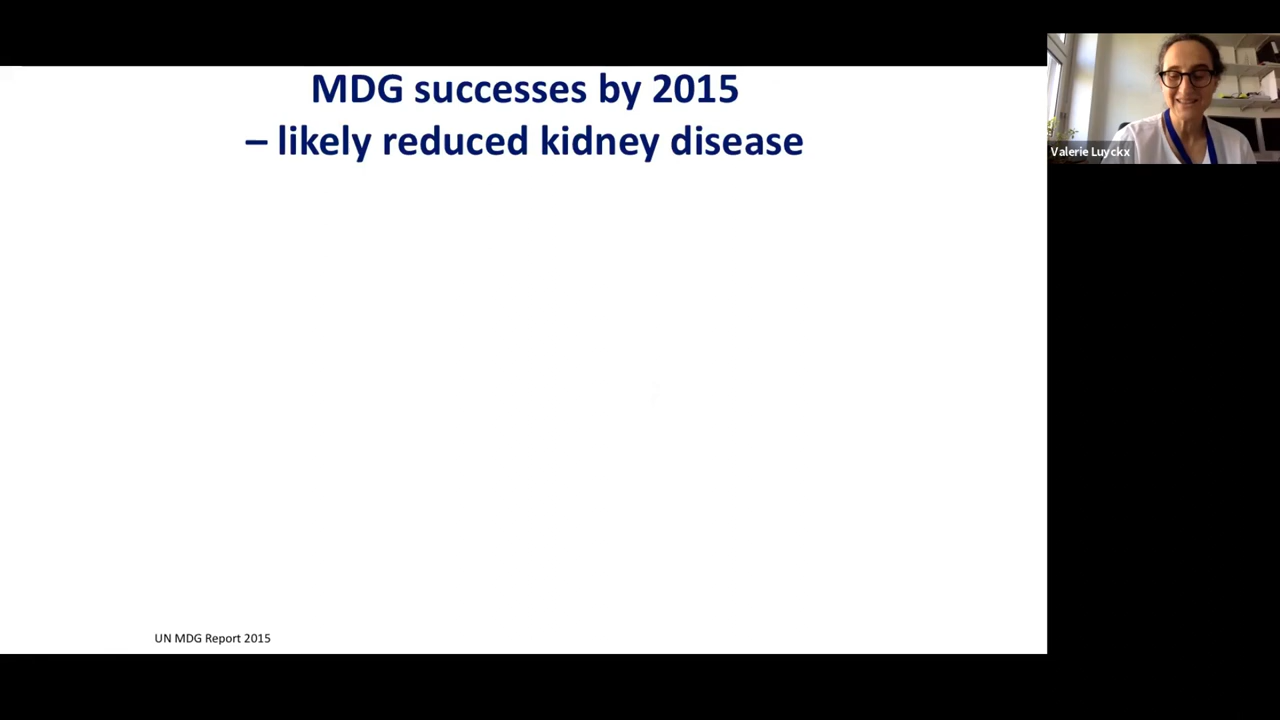 MDG successes by 2015
– likely reduced kidney disease
Valerie Luyckx
UN MDG Report 2015